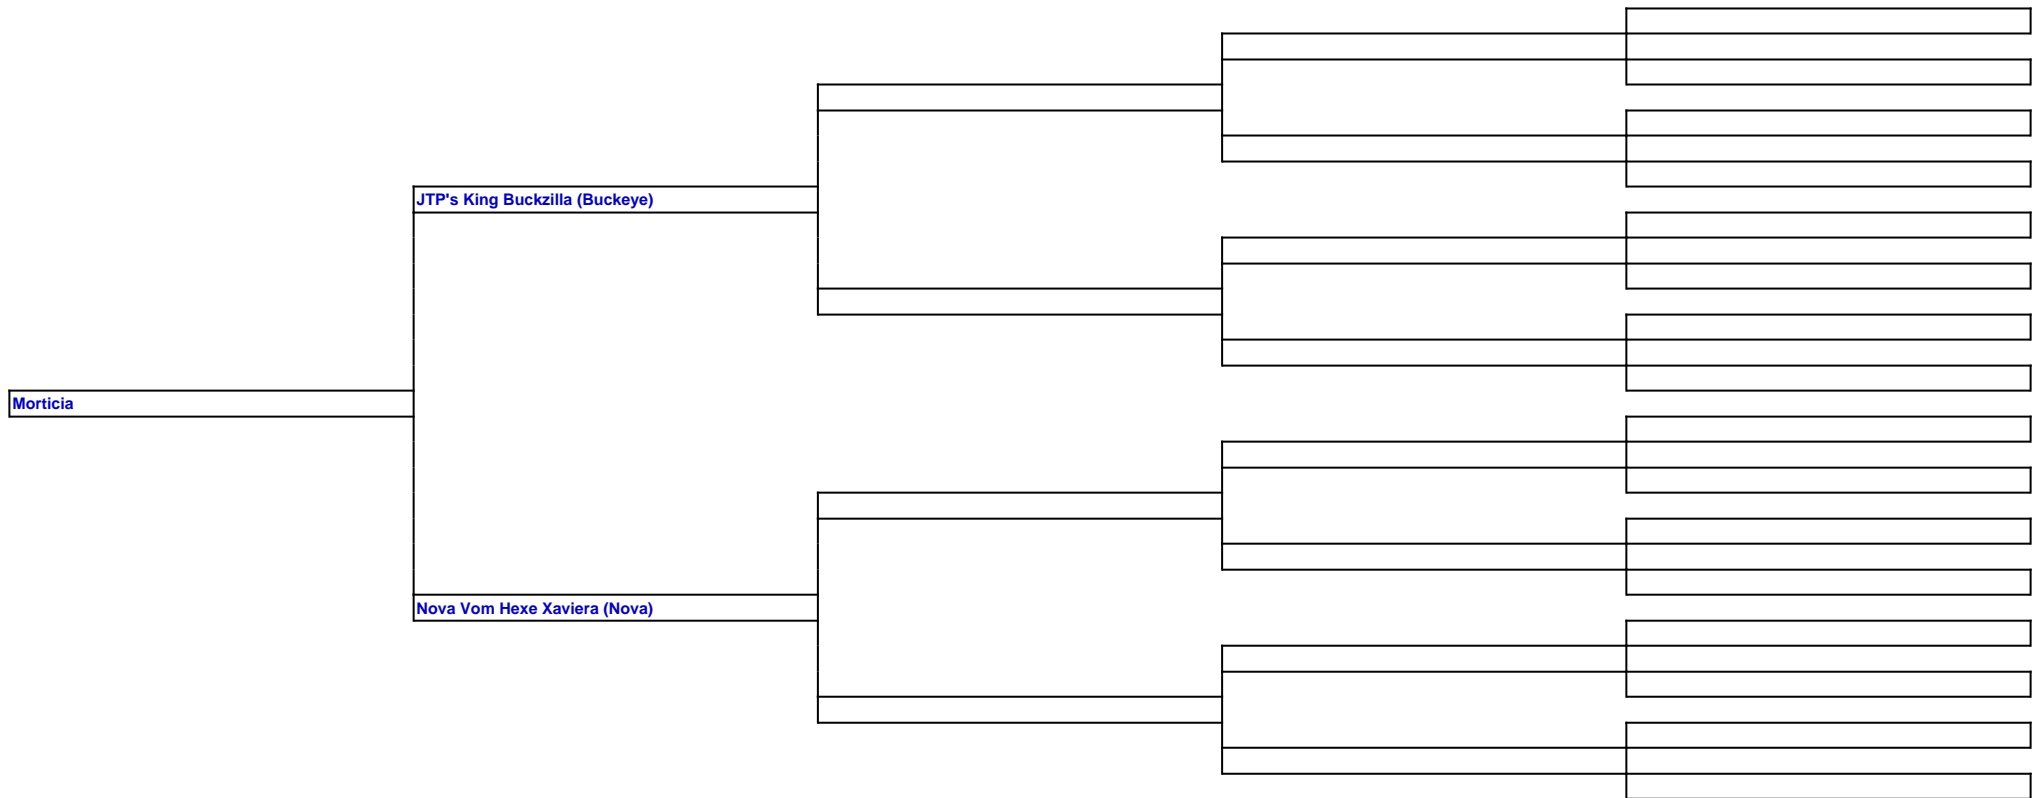 JTP's King Buckzilla (Buckeye)
Morticia
Nova Vom Hexe Xaviera (Nova)